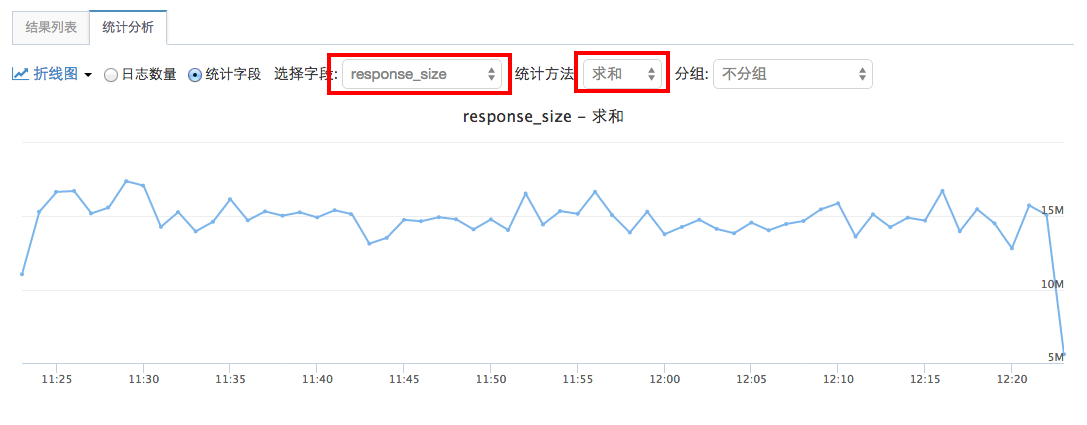 结果列表 统计分析
折线图 日志数量 统计字段 选择字段: response_size 统计方法 求和 分组: 不分组
response_size – 求和
15M
10M
5M
11:25 11:30 11:35 11:40 11:45 11:50 11:55 12:00 12:05 12:10 12:15 12:20